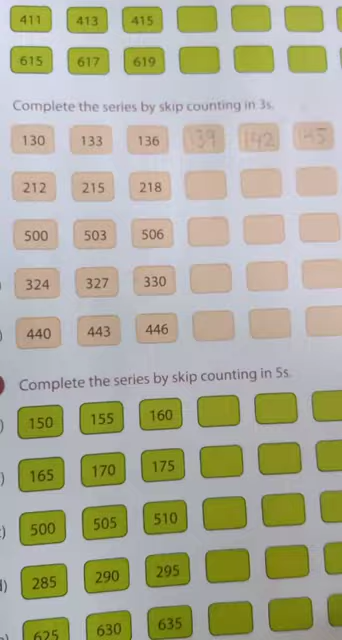 411 413 415
615 617 619
Complete the series by skip counting in 3s.
130 133 136 139 142 145
212 215 218
500 503 506
324 327 330
440 443 446
Complete the series by skip counting in 5s.
) 150 155 160
) 165 170 175
) 500 505 510
) 285 290 295
) 625 630 635